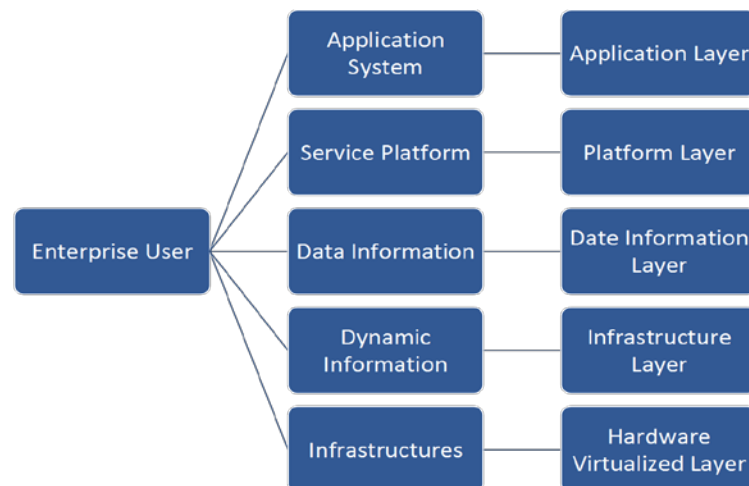 Application
System
Application Layer
Service Platform
Platform Layer
Enterprise User
Data Information
Date Information
Layer
Dynamic
Information
Infrastructure
Layer
Infrastructures
Hardware
Virtualized Layer